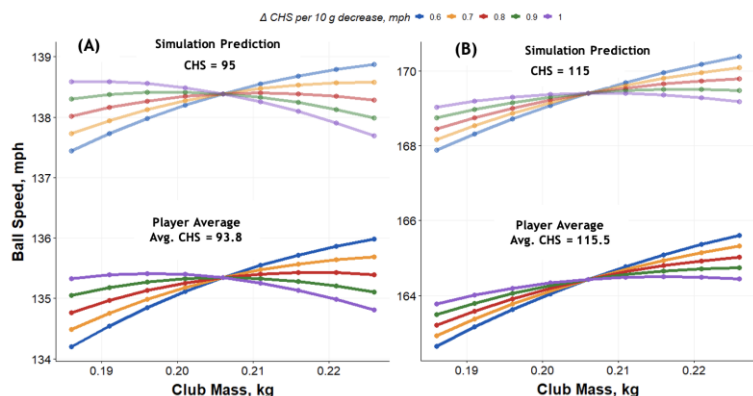 Δ CHS per 10 g decrease, mph 0.6 0.7 0.8 0.9 1
(A)
Simulation Prediction
CHS = 95
Player Average
Avg. CHS = 93.8
139
138
137
136
135
134
Ball Speed, mph
0.19 0.20 0.21 0.22
Club Mass, kg
(B)
Simulation Prediction
CHS = 115
Player Average
Avg. CHS = 115.5
170
168
166
164
0.19 0.20 0.21 0.22
Club Mass, kg